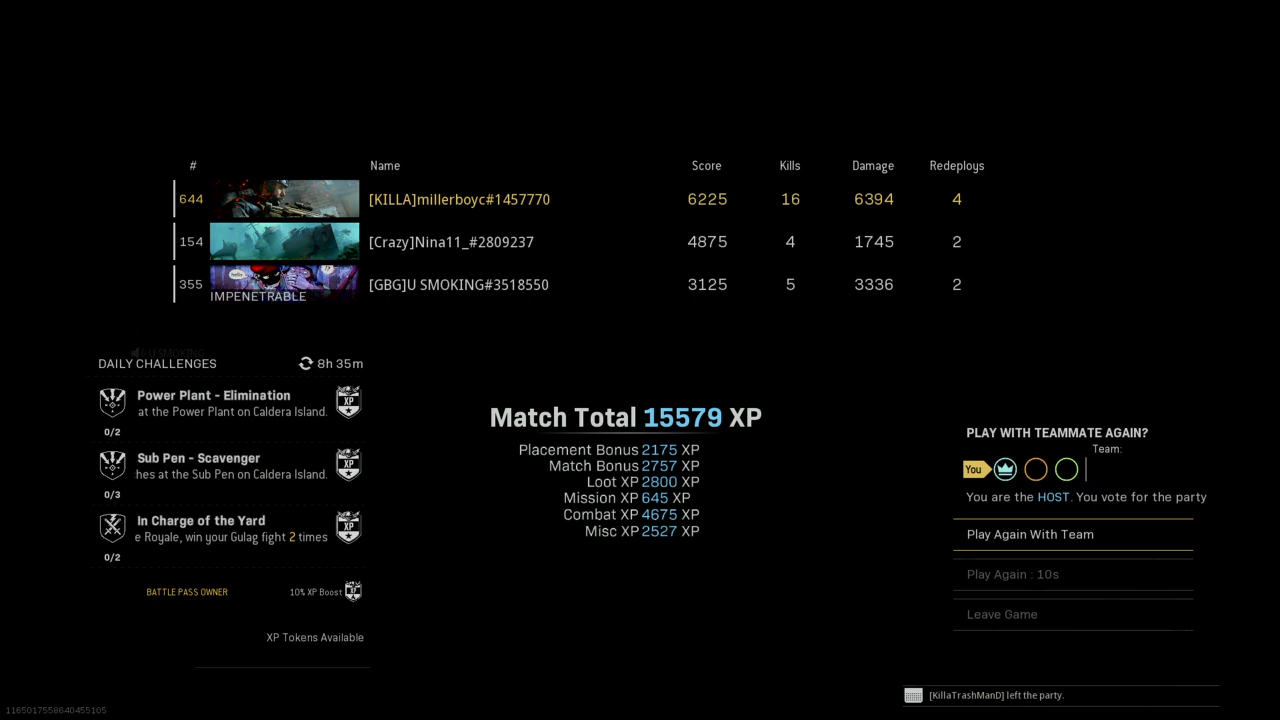 # Name Score Kills Damage Redeploys
644 [KILLA]millerboyc#1457770 6225 16 6394 4
154 [Crazy]Nina11_#2809237 4875 4 1745 2
355 [GBG]U SMOKING#3518550 3125 5 3336 2
IMPENETRABLE
U SMOKING
DAILY CHALLENGES 8h 35m
Power Plant - Elimination
at the Power Plant on Caldera Island.
XP
0/2
Sub Pen - Scavenger
hes at the Sub Pen on Caldera Island.
XP
0/3
In Charge of the Yard
e Royale, win your Gulag fight 2 times
XP
0/2
BATTLE PASS OWNER 10% XP Boost XP
XP Tokens Available
Match Total 15579 XP
Placement Bonus 2175 XP
Match Bonus 2757 XP
Loot XP 2800 XP
Mission XP 645 XP
Combat XP 4675 XP
Misc XP 2527 XP
PLAY WITH TEAMMATE AGAIN?
Team:
You
You are the HOST. You vote for the party
Play Again With Team
Play Again : 10s
Leave Game
[KillaTrashManD] left the party.
1165017558640455105